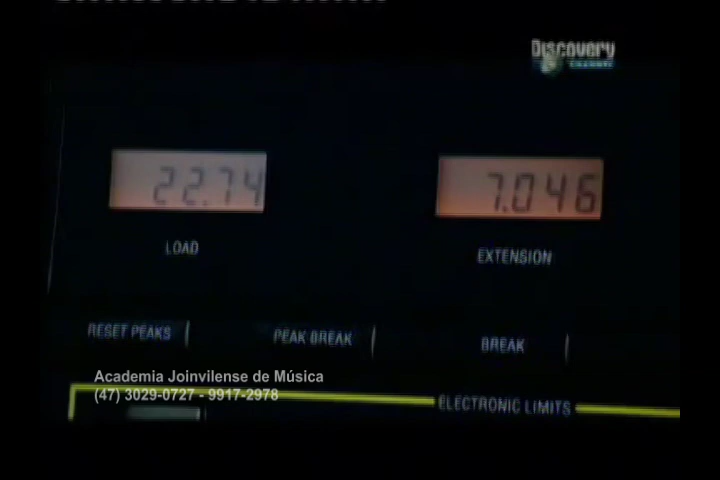 Discovery
CHANNEL
22.74
7.046
LOAD
EXTENSION
RESET PEAKS
PEAK BREAK
BREAK
Academia Joinvilense de Música
(47) 3029-0727 - 9917-2978
ELECTRONIC LIMITS